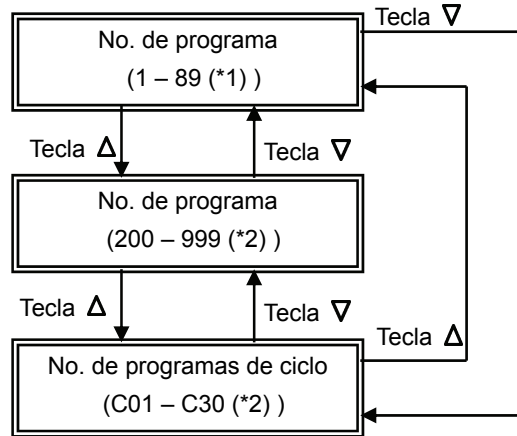 Tecla ∇
No. de programa
(1 – 89 (*1) )
Tecla Δ
Tecla ∇
No. de programa
(200 – 999 (*2) )
Tecla Δ
Tecla ∇
Tecla Δ
No. de programas de ciclo
(C01 – C30 (*2) )